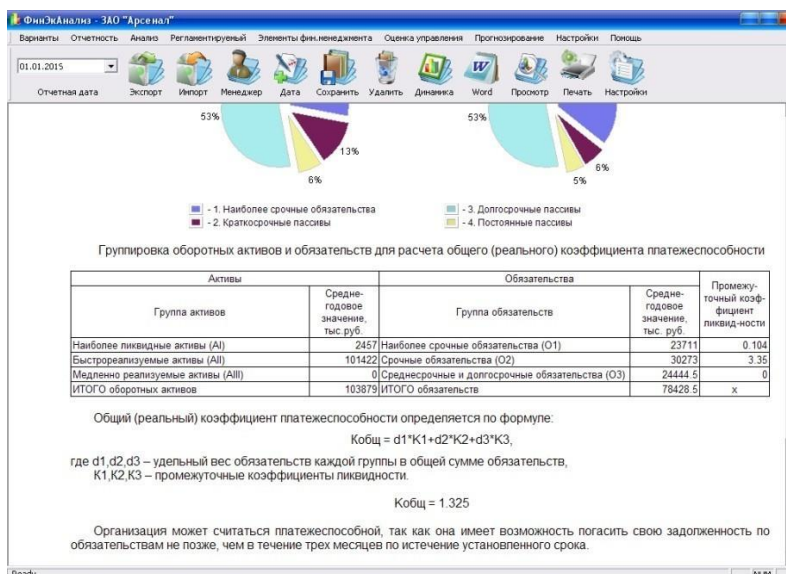 ФинЭкАнализ - ЗАО "Арсенал"
Варианты Отчетность Анализ Регламентируемый Элементы фин.менеджмента Оценка управления Прогнозирование Настройки Помощь
01.01.2015
Отчетная дата Экспорт Импорт Менеджер Дата Сохранить Удалить Динамика Word Просмотр Печать Настройки
53% 13% 6% 53% 6% 5%
- 1. Наиболее срочные обязательства - 3. Долгосрочные пассивы
- 2. Краткосрочные пассивы - 4. Постоянные пассивы
Группировка оборотных активов и обязательств для расчета общего (реального) коэффициента платежеспособности
Активы Обязательства Промежу-точный коэф-фициент ликвид-ности
Группа активов Средне-годовое значение, тыс.руб. Группа обязательств Средне-годовое значение, тыс. руб.
Наиболее ликвидные активы (AI) 2457 Наиболее срочные обязательства (О1) 23711 0.104
Быстрореализуемые активы (AII) 101422 Срочные обязательства (О2) 30273 3.35
Медленно реализуемые активы (AIII) 0 Среднесрочные и долгосрочные обязательства (О3) 24444.5 0
ИТОГО оборотных активов 103879 ИТОГО обязательств 78428.5 х
Общий (реальный) коэффициент платежеспособности определяется по формуле:
Кобщ = d1*K1+d2*K2+d3*K3,
где d1,d2,d3 – удельный вес обязательств каждой группы в общей сумме обязательств,
К1,К2,К3 – промежуточные коэффициенты ликвидности.
Кобщ = 1.325
Организация может считаться платежеспособной, так как она имеет возможность погасить свою задолженность по
обязательствам не позже, чем в течение трех месяцев по истечение установленного срока.
Ready NUM